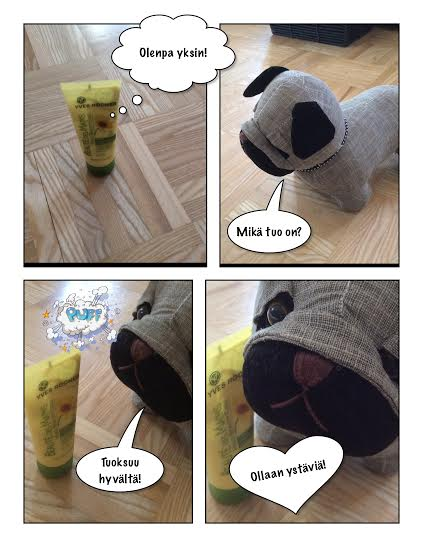 Olenpa yksin!
YVES ROCHER
Mikä tuo on?
PUFF
YVES ROCHER
Tuoksuu
hyvältä!
Ollaan ystäviä!